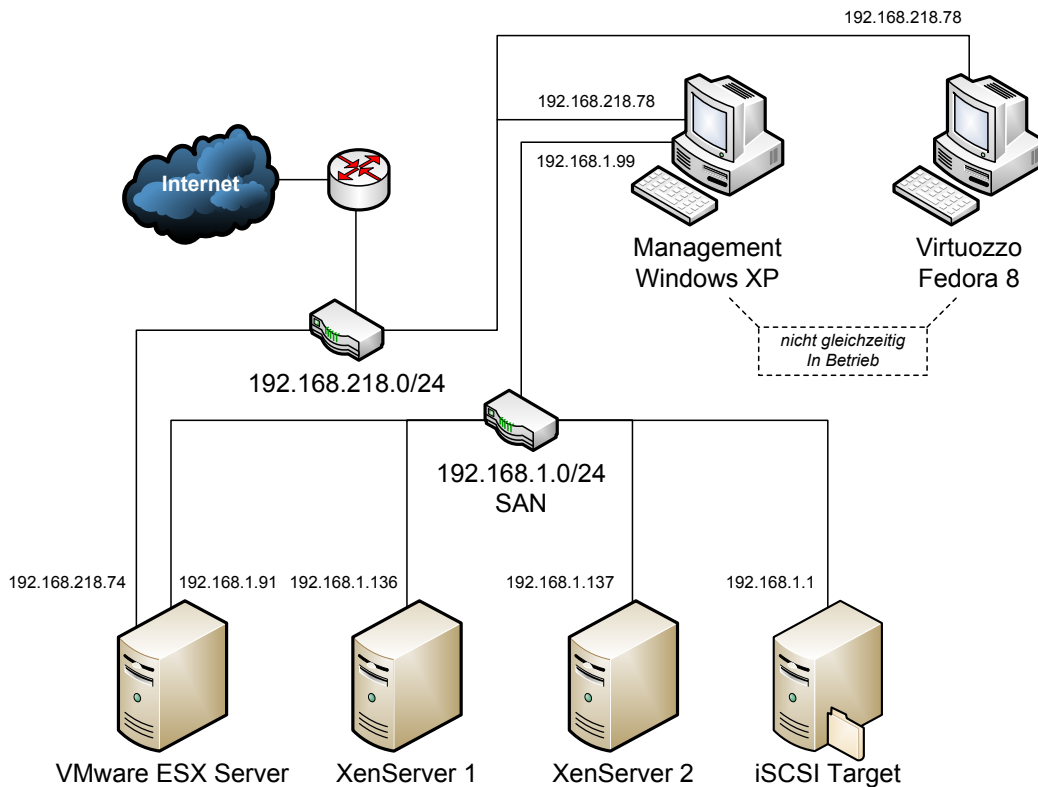 192.168.218.78
192.168.218.78
192.168.1.99
Internet
Management
Windows XP
Virtuozzo
Fedora 8
nicht gleichzeitig
In Betrieb
192.168.218.0/24
192.168.1.0/24
SAN
192.168.218.74
192.168.1.91
192.168.1.136
192.168.1.137
192.168.1.1
VMware ESX Server
XenServer 1
XenServer 2
iSCSI Target